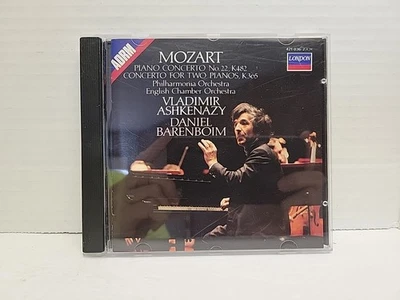 ADRM
MOZART
PIANO CONCERTO No.22, K482
CONCERTO FOR TWO PIANOS, K365
Philharmonia Orchestra
English Chamber Orchestra
VLADIMIR
ASHKENAZY
DANIEL
BARENBOIM
LONDON